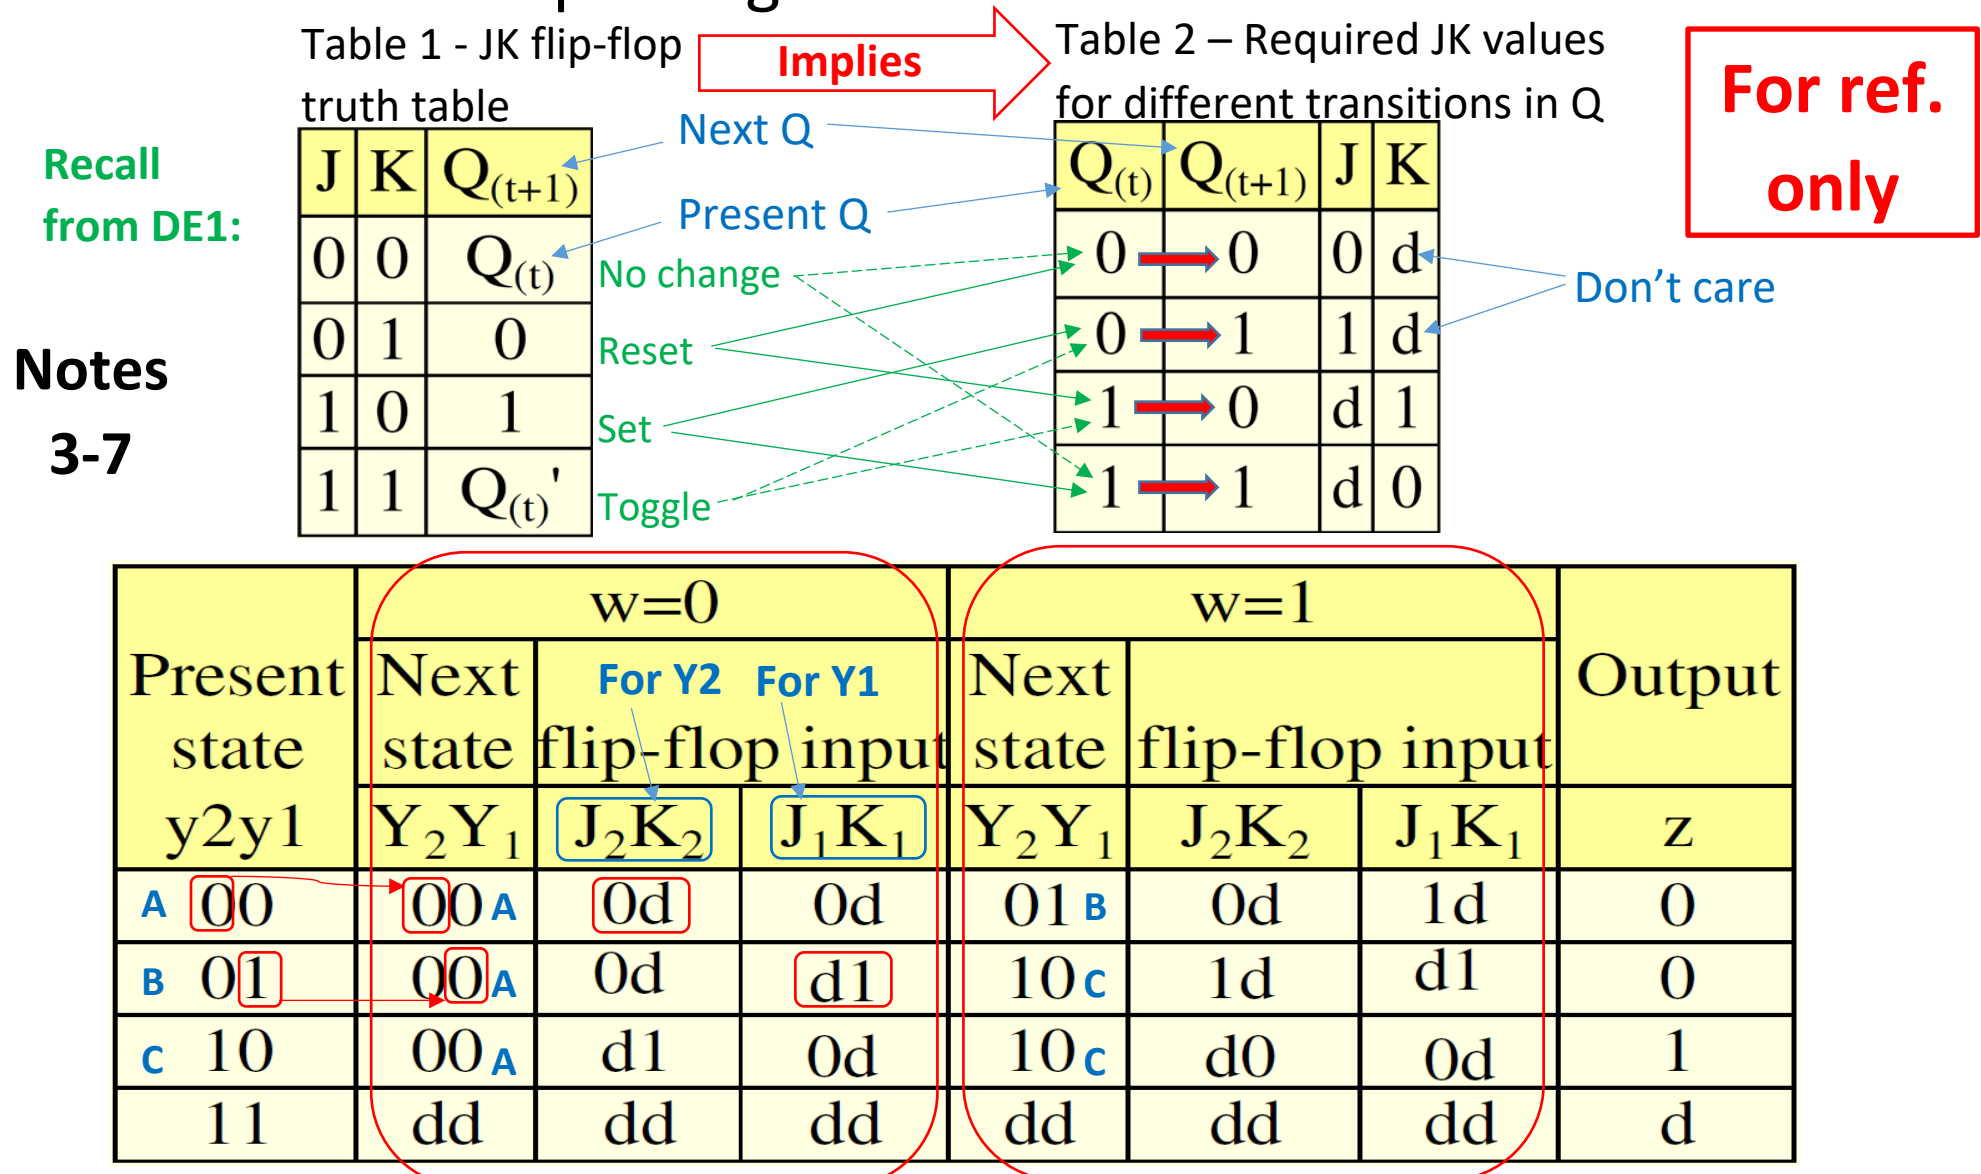 Table 1 - JK flip-flop
truth table
Implies
Table 2 – Required JK values
for different transitions in Q
For ref.
only
Recall
from DE1:
Notes
3-7
J K Q(t+1)
0 0 Q(t)
0 1 0
1 0 1
1 1 Q(t)'
Next Q
Present Q
No change
Reset
Set
Toggle
Q(t) Q(t+1) J K
0 0 0 d
0 1 1 d
1 0 d 1
1 1 d 0
Don't care
w=0 w=1
Present Next For Y2 For Y1 Next Output
state state flip-flop input state flip-flop input
y2y1 Y2Y1 J2K2 J1K1 Y2Y1 J2K2 J1K1 z
A 00 00 A 0d 0d 01 B 0d 1d 0
B 01 00 A 0d d1 10 C 1d d1 0
C 10 00 A d1 0d 10 C d0 0d 1
11 dd dd dd dd dd dd d